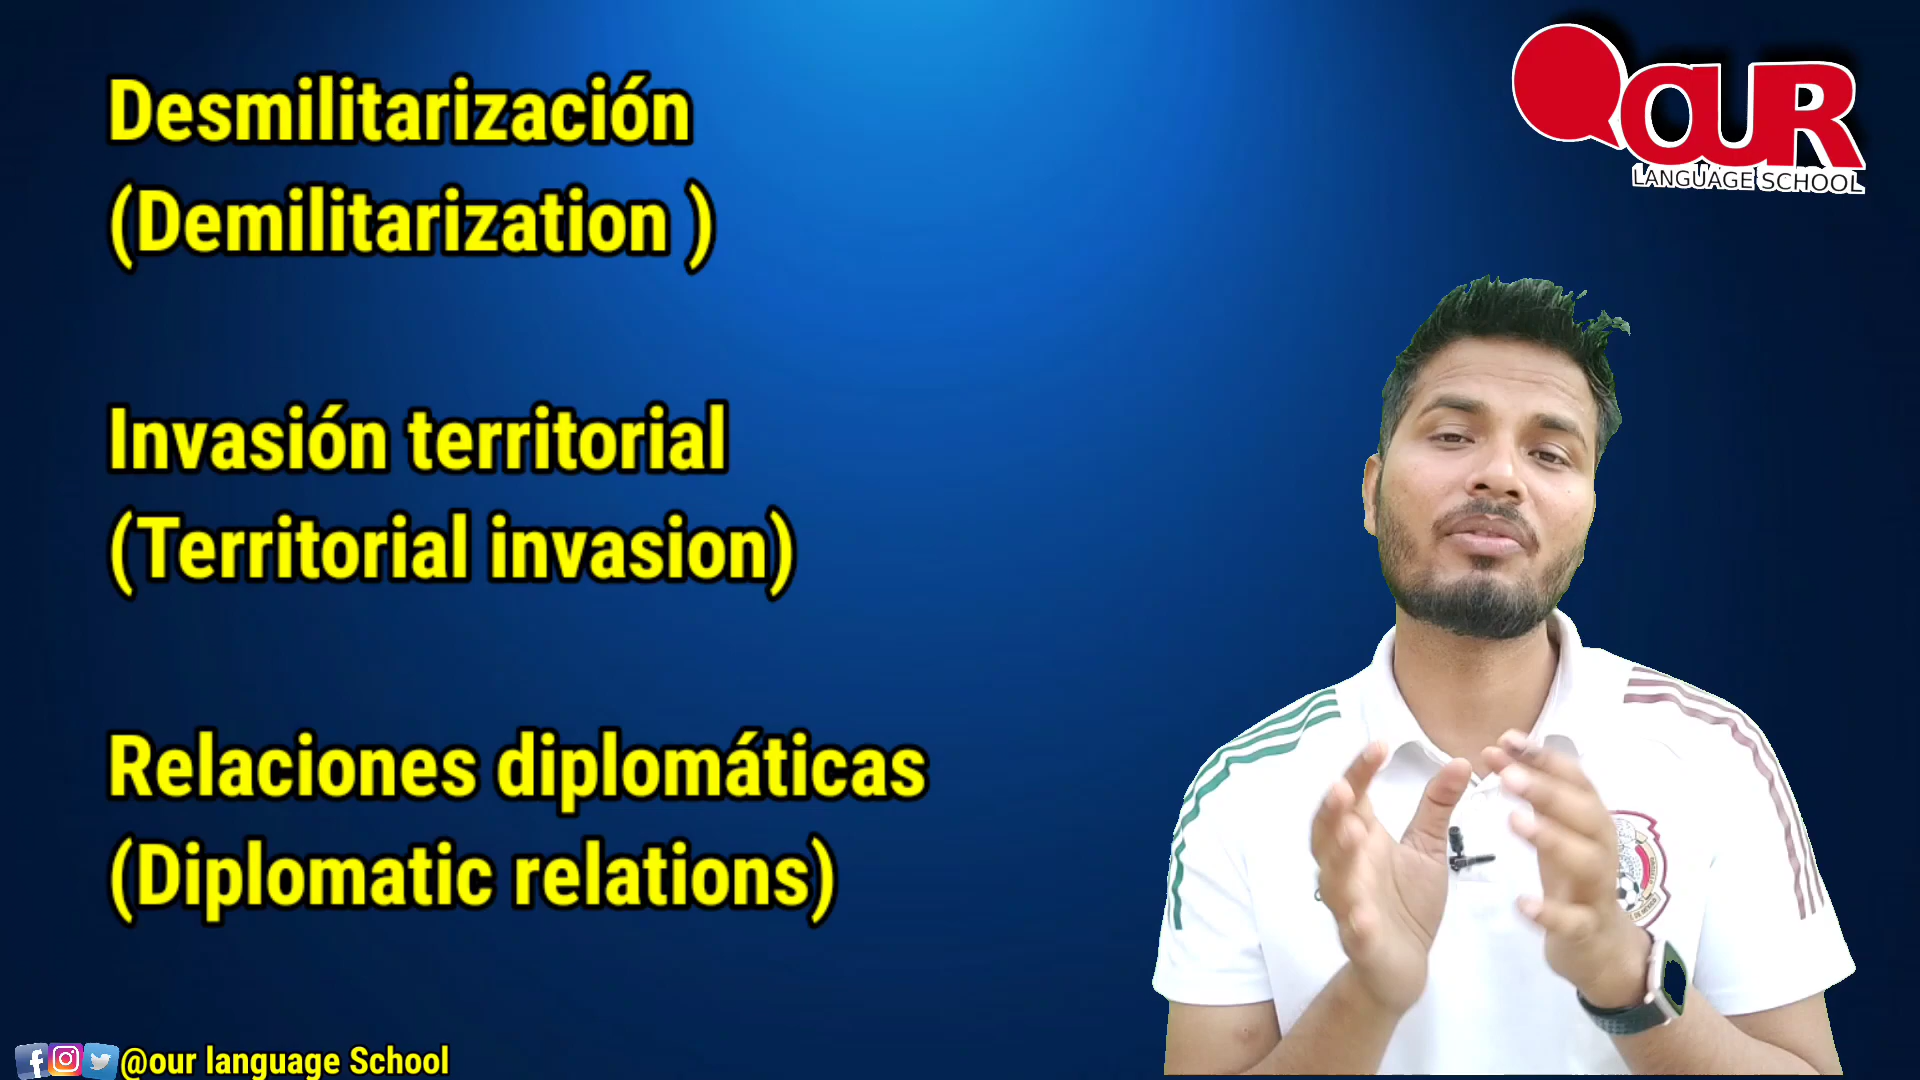 Desmilitarización
(Demilitarization )
Invasión territorial
(Territorial invasion)
Relaciones diplomáticas
(Diplomatic relations)
OUR
LANGUAGE SCHOOL
@our language School